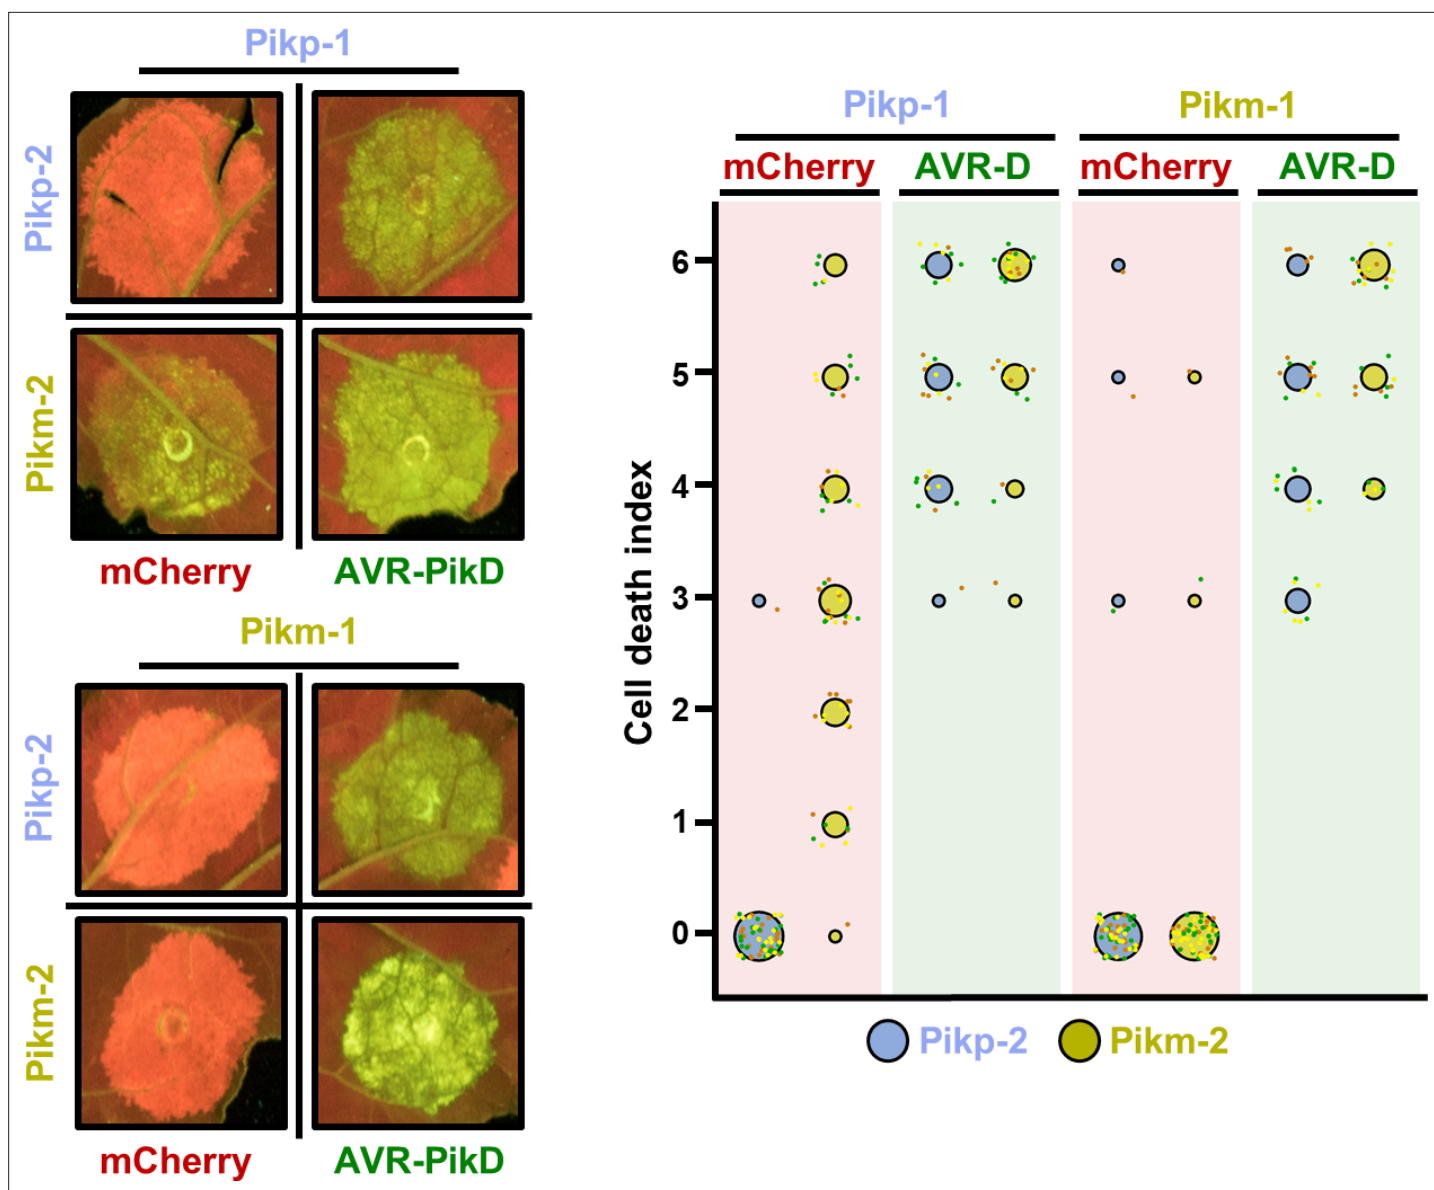 Pikp-1
Pikp-2
Pikm-2
mCherry AVR-PikD
Pikm-1
Pikp-2
Pikm-2
mCherry AVR-PikD
Pikp-1 Pikm-1
mCherry AVR-D mCherry AVR-D
Cell death index
6
5
4
3
2
1
0
Pikp-2 Pikm-2